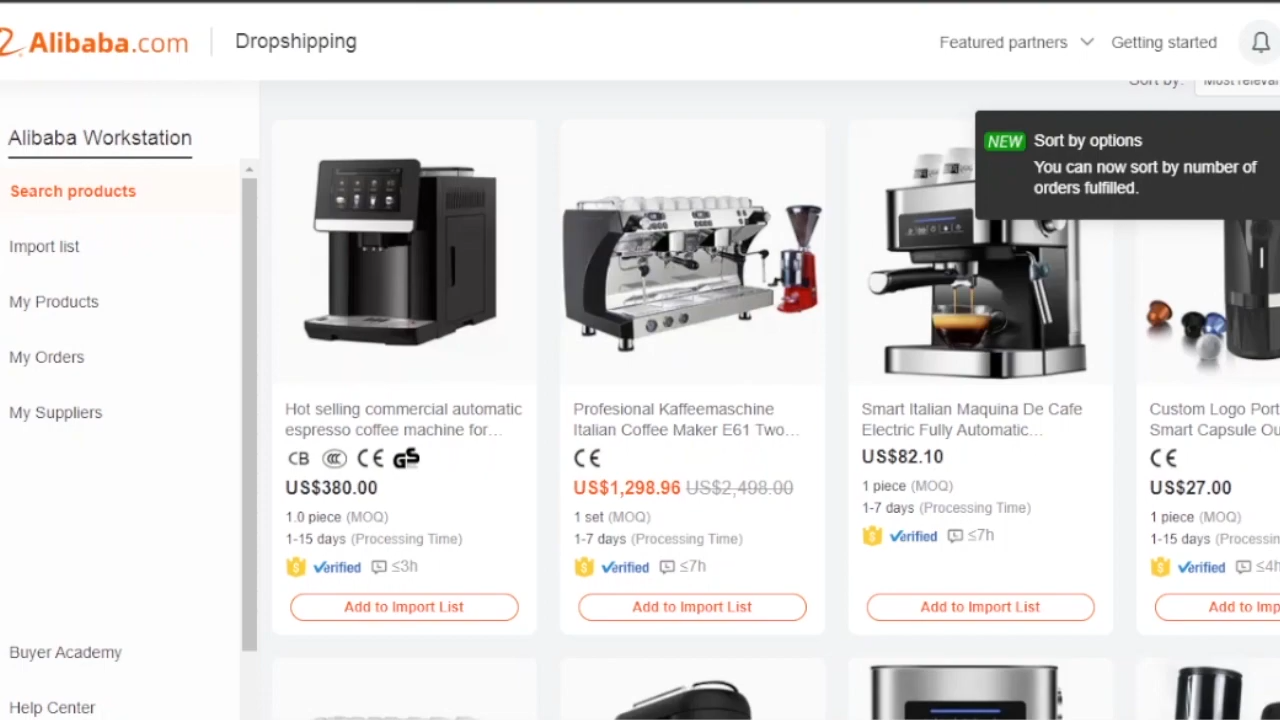 Alibaba.com
Dropshipping
Featured partners
Getting started
Sort by:
Most
NEW Sort by options
You can now sort by number of
orders fulfilled.
Alibaba Workstation
Search products
Import list
My Products
My Orders
My Suppliers
Buyer Academy
Help Center
Hot selling commercial automatic
espresso coffee machine for...
CB CCC CE GS
US$380.00
1.0 piece (MOQ)
1-15 days (Processing Time)
Verified ≤3h
Add to Import List
Profesional Kaffeemaschine
Italian Coffee Maker E61 Two...
CE
US$1,298.96 US$2,498.00
1 set (MOQ)
1-7 days (Processing Time)
Verified ≤7h
Add to Import List
Smart Italian Maquina De Cafe
Electric Fully Automatic...
US$82.10
1 piece (MOQ)
1-7 days (Processing Time)
Verified ≤7h
Add to Import List
Custom Logo Port
Smart Capsule Ou
CE
US$27.00
1 piece (MOQ)
1-15 days (Processin
Verified ≤4h
Add to Imp